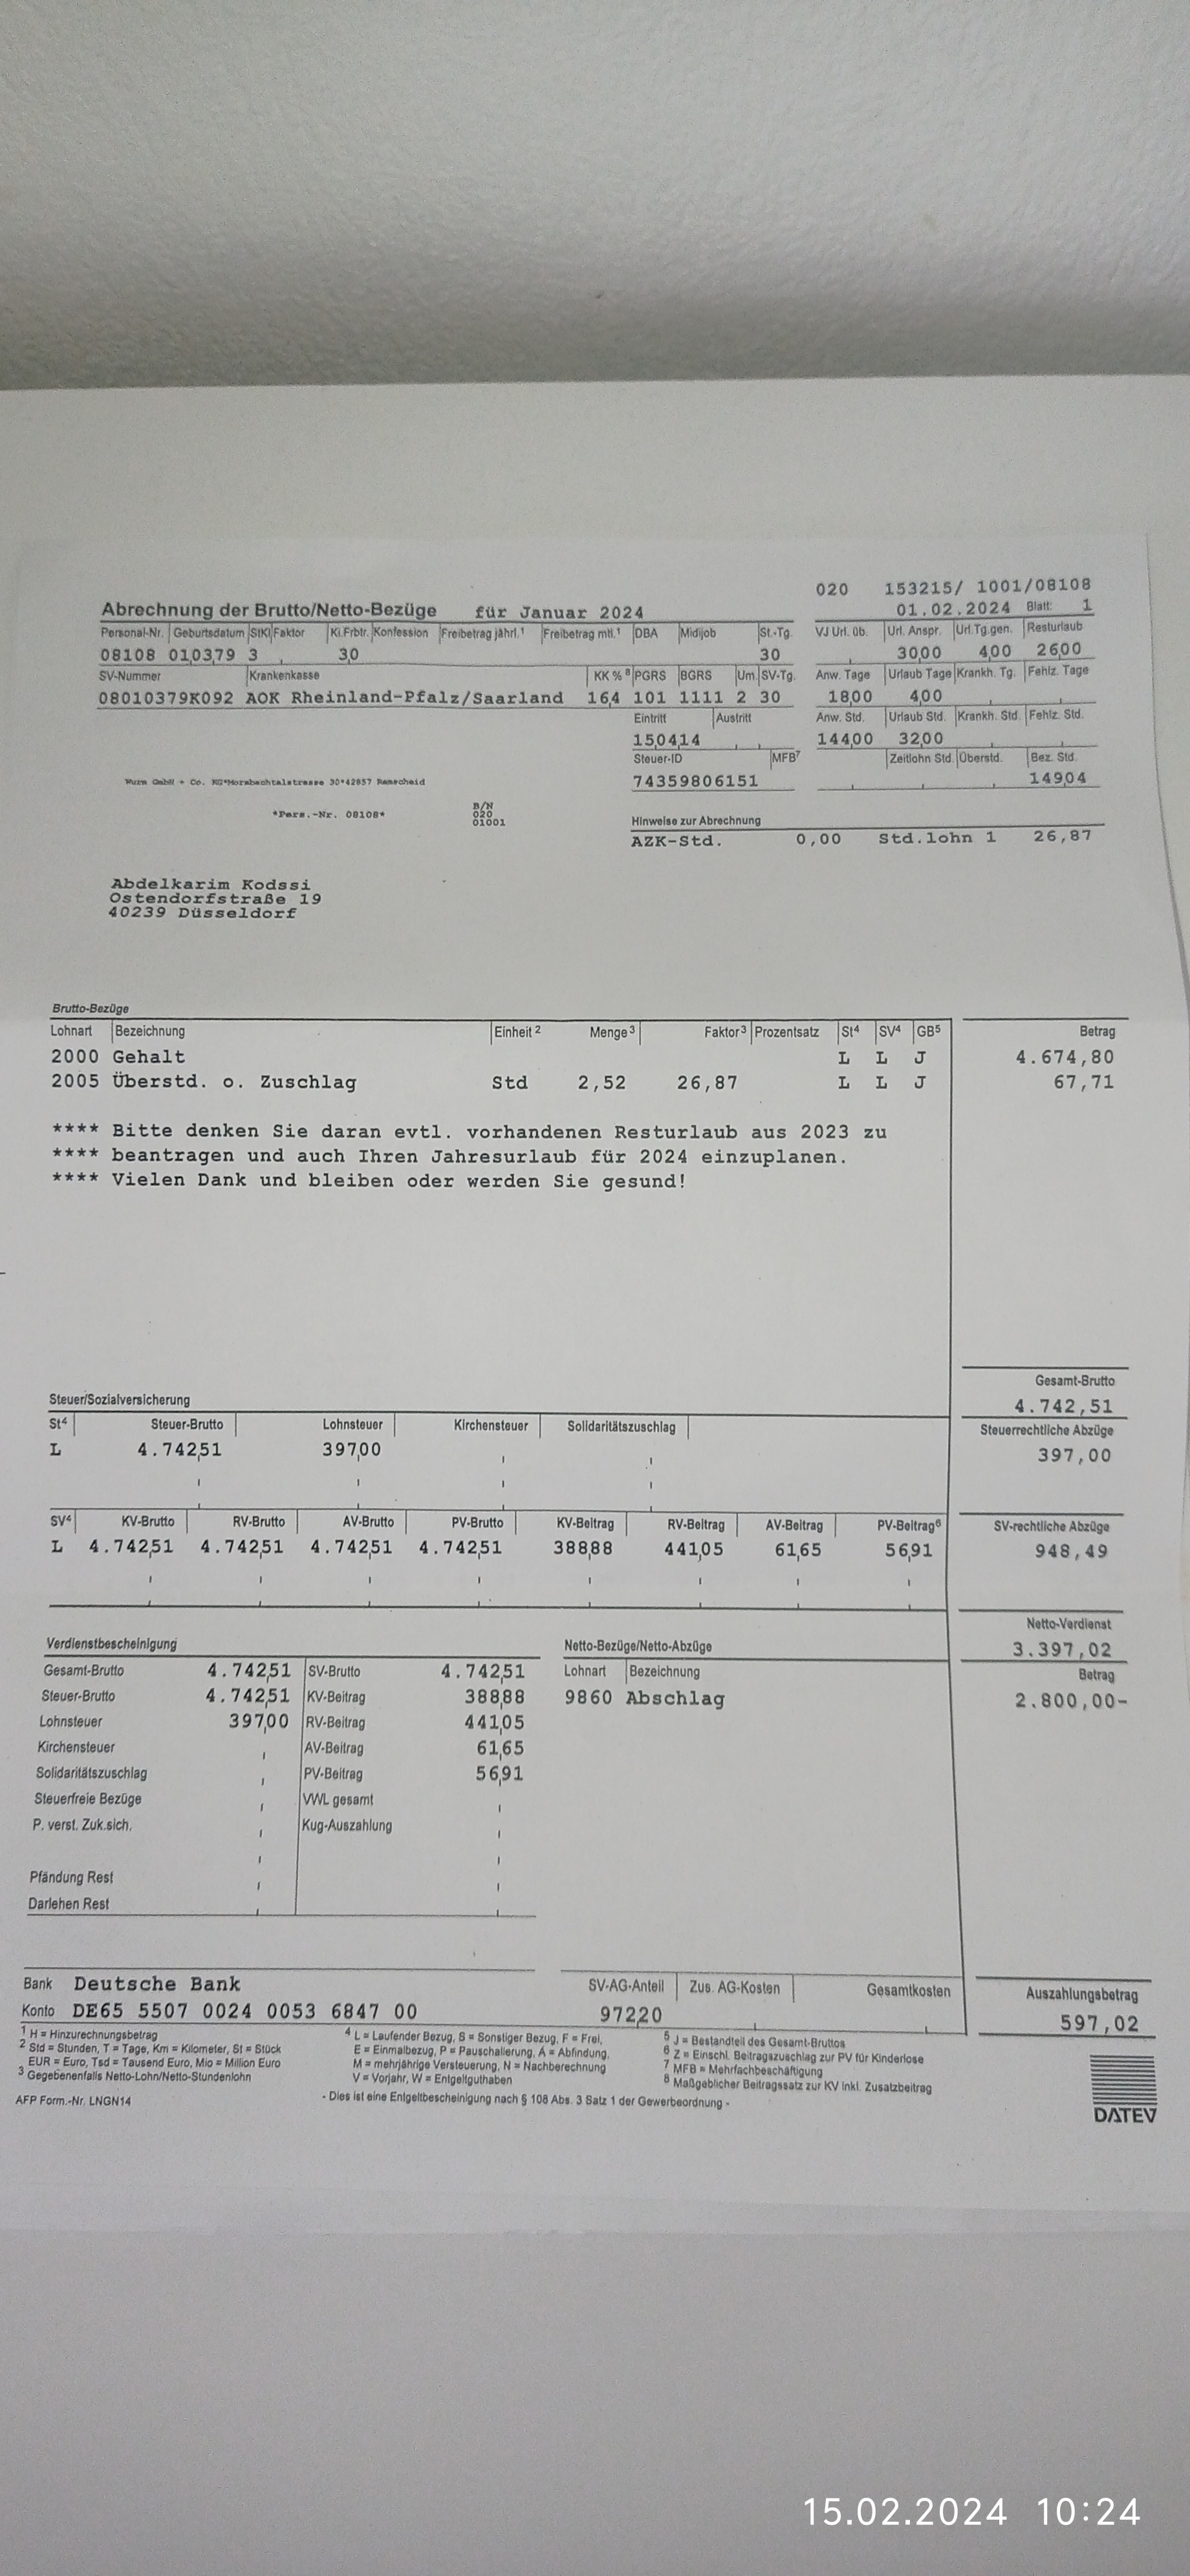 020 153215/ 1001/08108
Abrechnung der Brutto/Netto-Bezüge für Januar 2024 01.02.2024 Blatt: 1
Personal-Nr. Geburtsdatum StKl Faktor Ki.Frbtr. Konfession Freibetrag jährl.¹ Freibetrag mtl.¹ DBA Midijob St.-Tg. VJ Url. üb. Url. Anspr. Url.Tg.gen. Resturlaub
08108 010379 3 , 3,0 30 , 30,00 4,00 26,00
SV-Nummer Krankenkasse KK % ⁸ PGRS BGRS Um. SV-Tg. Anw. Tage Urlaub Tage Krankh. Tg. Fehlz. Tage
08010379K092 AOK Rheinland-Pfalz/Saarland 16,4 101 1111 2 30 18,00 4,00
Eintritt Austritt Anw. Std. Urlaub Std. Krankh. Std. Fehlz. Std.
150414 144,00 32,00
Steuer-ID MFB⁷ Zeitlohn Std. Überstd. Bez. Std.
74359806151 149,04
Wurm GmbH + Co. KG*Morsbachtalstrasse 30*42857 Remscheid
*Pers.-Nr. 08108*
B/N
020
01001
Hinweise zur Abrechnung
AZK-Std. 0,00 Std.lohn 1 26,87
Abdelkarim Kodssi
Ostendorfstraße 19
40239 Düsseldorf
Brutto-Bezüge
Lohnart Bezeichnung Einheit ² Menge ³ Faktor ³ Prozentsatz St⁴ SV⁴ GB⁵ Betrag
2000 Gehalt L L J 4.674,80
2005 Überstd. o. Zuschlag Std 2,52 26,87 L L J 67,71
**** Bitte denken Sie daran evtl. vorhandenen Resturlaub aus 2023 zu
**** beantragen und auch Ihren Jahresurlaub für 2024 einzuplanen.
**** Vielen Dank und bleiben oder werden Sie gesund!
Gesamt-Brutto
4.742,51
Steuer/Sozialversicherung
St⁴ Steuer-Brutto Lohnsteuer Kirchensteuer Solidaritätszuschlag Steuerrechtliche Abzüge
L 4.742,51 397,00 397,00
SV⁴ KV-Brutto RV-Brutto AV-Brutto PV-Brutto KV-Beitrag RV-Beitrag AV-Beitrag PV-Beitrag⁶ SV-rechtliche Abzüge
L 4.742,51 4.742,51 4.742,51 4.742,51 388,88 441,05 61,65 56,91 948,49
Netto-Verdienst
3.397,02
Verdienstbescheinigung Netto-Bezüge/Netto-Abzüge
Gesamt-Brutto 4.742,51 SV-Brutto 4.742,51 Lohnart Bezeichnung Betrag
Steuer-Brutto 4.742,51 KV-Beitrag 388,88 9860 Abschlag 2.800,00-
Lohnsteuer 397,00 RV-Beitrag 441,05
Kirchensteuer AV-Beitrag 61,65
Solidaritätszuschlag PV-Beitrag 56,91
Steuerfreie Bezüge VWL gesamt
P. verst. Zuk.sich. Kug-Auszahlung
Pfändung Rest
Darlehen Rest
Bank Deutsche Bank SV-AG-Anteil Zus. AG-Kosten Gesamtkosten Auszahlungsbetrag
Konto DE65 5507 0024 0053 6847 00 972,20 597,02
¹ H = Hinzurechnungsbetrag ⁴ L = Laufender Bezug, S = Sonstiger Bezug, F = Frei, ⁵ J = Bestandteil des Gesamt-Bruttos
² Std = Stunden, T = Tage, Km = Kilometer, St = Stück E = Einmalbezug, P = Pauschalierung, A = Abfindung, ⁶ Z = Einschl. Beitragszuschlag zur PV für Kinderlose
EUR = Euro, Tsd = Tausend Euro, Mio = Million Euro M = mehrjährige Versteuerung, N = Nachberechnung ⁷ MFB = Mehrfachbeschäftigung
³ Gegebenenfalls Netto-Lohn/Netto-Stundenlohn V = Vorjahr, W = Entgeltguthaben ⁸ Maßgeblicher Beitragssatz zur KV inkl. Zusatzbeitrag
AFP Form.-Nr. LNGN14 - Dies ist eine Entgeltbescheinigung nach § 108 Abs. 3 Satz 1 der Gewerbeordnung -
DATEV
15.02.2024 10:24